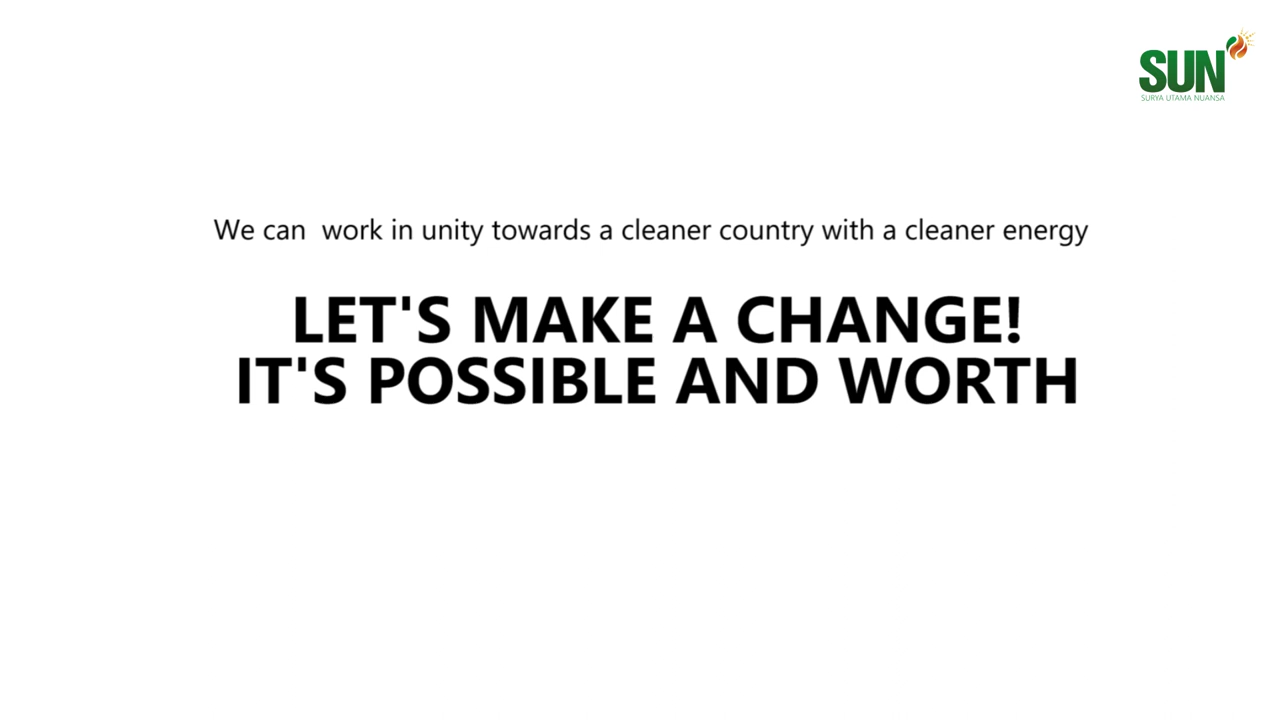 SUN
SURYA UTAMA NUANSA
We can  work in unity towards a cleaner country with a cleaner energy
LET'S MAKE A CHANGE!
IT'S POSSIBLE AND WORTH